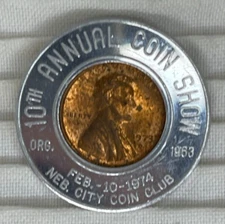 10TH ANNUAL COIN SHOW
ORG. 1963
FEB.-10-1974
NEB. CITY COIN CLUB